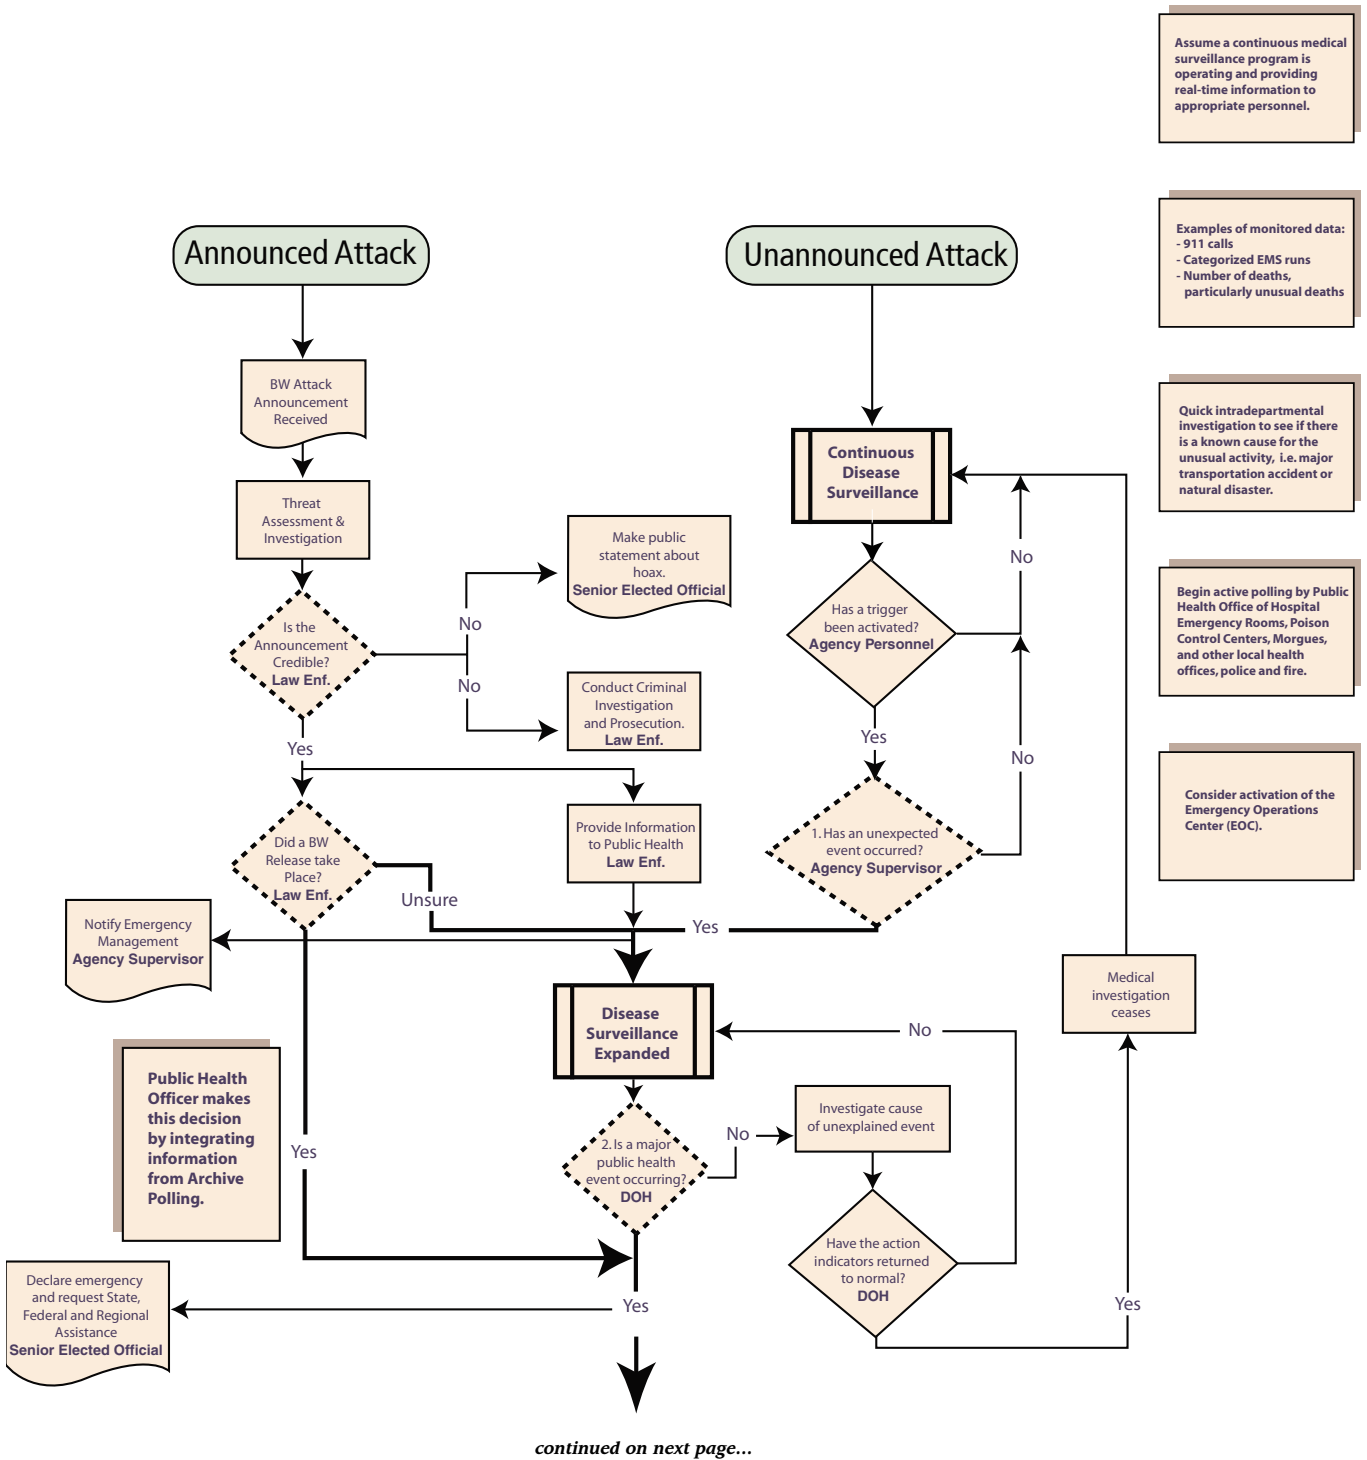 Assume a continuous medical
surveillance program is
operating and providing
real-time information to
appropriate personnel.
Examples of monitored data:
- 911 calls
- Categorized EMS runs
- Number of deaths,
particularly unusual deaths
Quick intradepartmental
investigation to see if there
is a known cause for the
unusual activity, i.e. major
transportation accident or
natural disaster.
Begin active polling by Public
Health Office of Hospital
Emergency Rooms, Poison
Control Centers, Morgues,
and other local health
offices, police and fire.
Consider activation of the
Emergency Operations
Center (EOC).
Announced Attack
BW Attack
Announcement
Received
Threat
Assessment &
Investigation
Is the
Announcement
Credible?
Law Enf.
No
No
Make public
statement about
hoax.
Senior Elected Official
Conduct Criminal
Investigation
and Prosecution.
Law Enf.
Yes
Did a BW
Release take
Place?
Law Enf.
Unsure
Provide Information
to Public Health
Law Enf.
Notify Emergency
Management
Agency Supervisor
Unannounced Attack
Continuous
Disease
Surveillance
Has a trigger
been activated?
Agency Personnel
No
Yes
1. Has an unexpected
event occurred?
Agency Supervisor
No
Yes
Disease
Surveillance
Expanded
No
Medical
investigation
ceases
Public Health
Officer makes
this decision
by integrating
information
from Archive
Polling.
Yes
2. Is a major
public health
event occurring?
DOH
No
Investigate cause
of unexplained event
Have the action
indicators returned
to normal?
DOH
Yes
Declare emergency
and request State,
Federal and Regional
Assistance
Senior Elected Official
Yes
continued on next page...